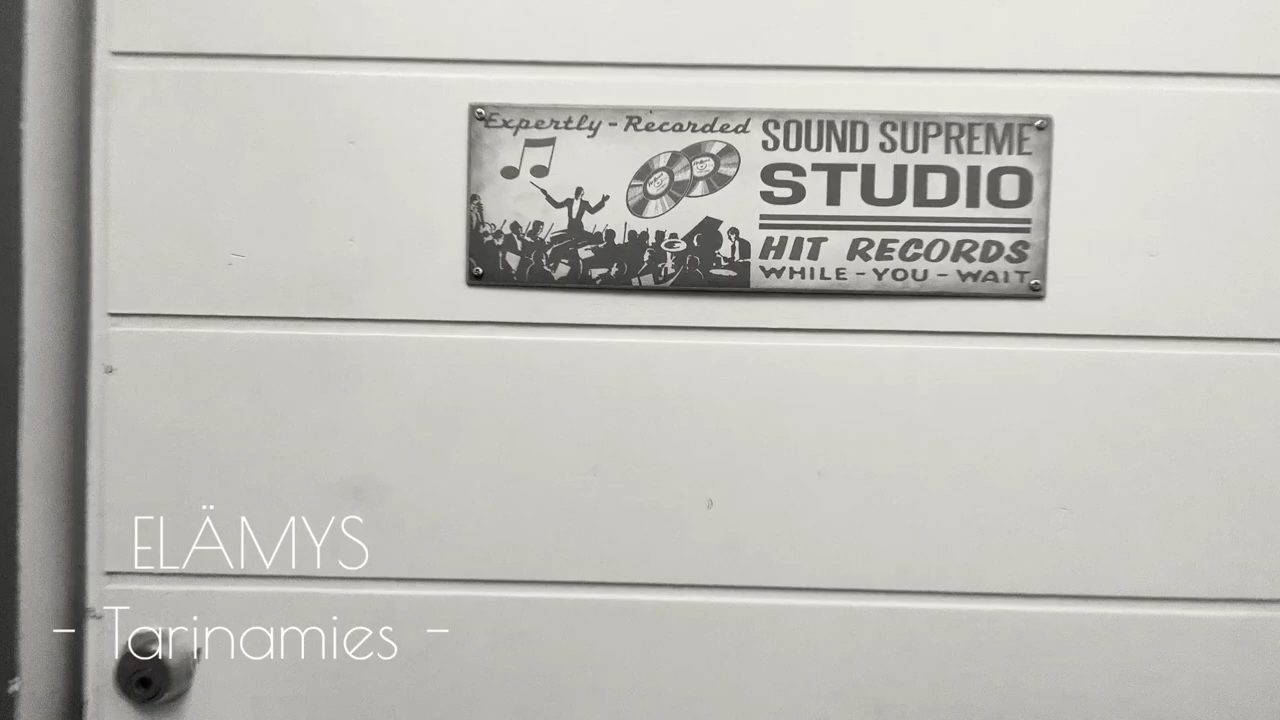 Expertly-Recorded
SOUND SUPREME
STUDIO
HIT RECORDS
WHILE-YOU-WAIT
ELÄMYS
- Tarinamies -